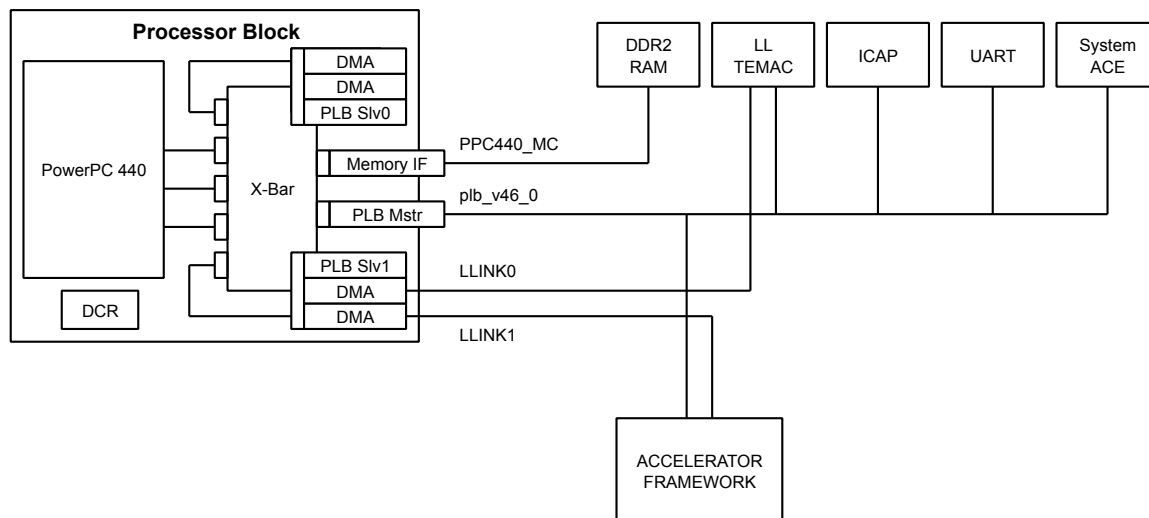 Processor Block
DMA
DMA
PLB Slv0
PowerPC 440
X-Bar
Memory IF
PLB Mstr
PLB Slv1
DMA
DMA
DCR
PPC440_MC
plb_v46_0
LLINK0
LLINK1
DDR2
RAM
LL
TEMAC
ICAP
UART
System
ACE
ACCELERATOR
FRAMEWORK